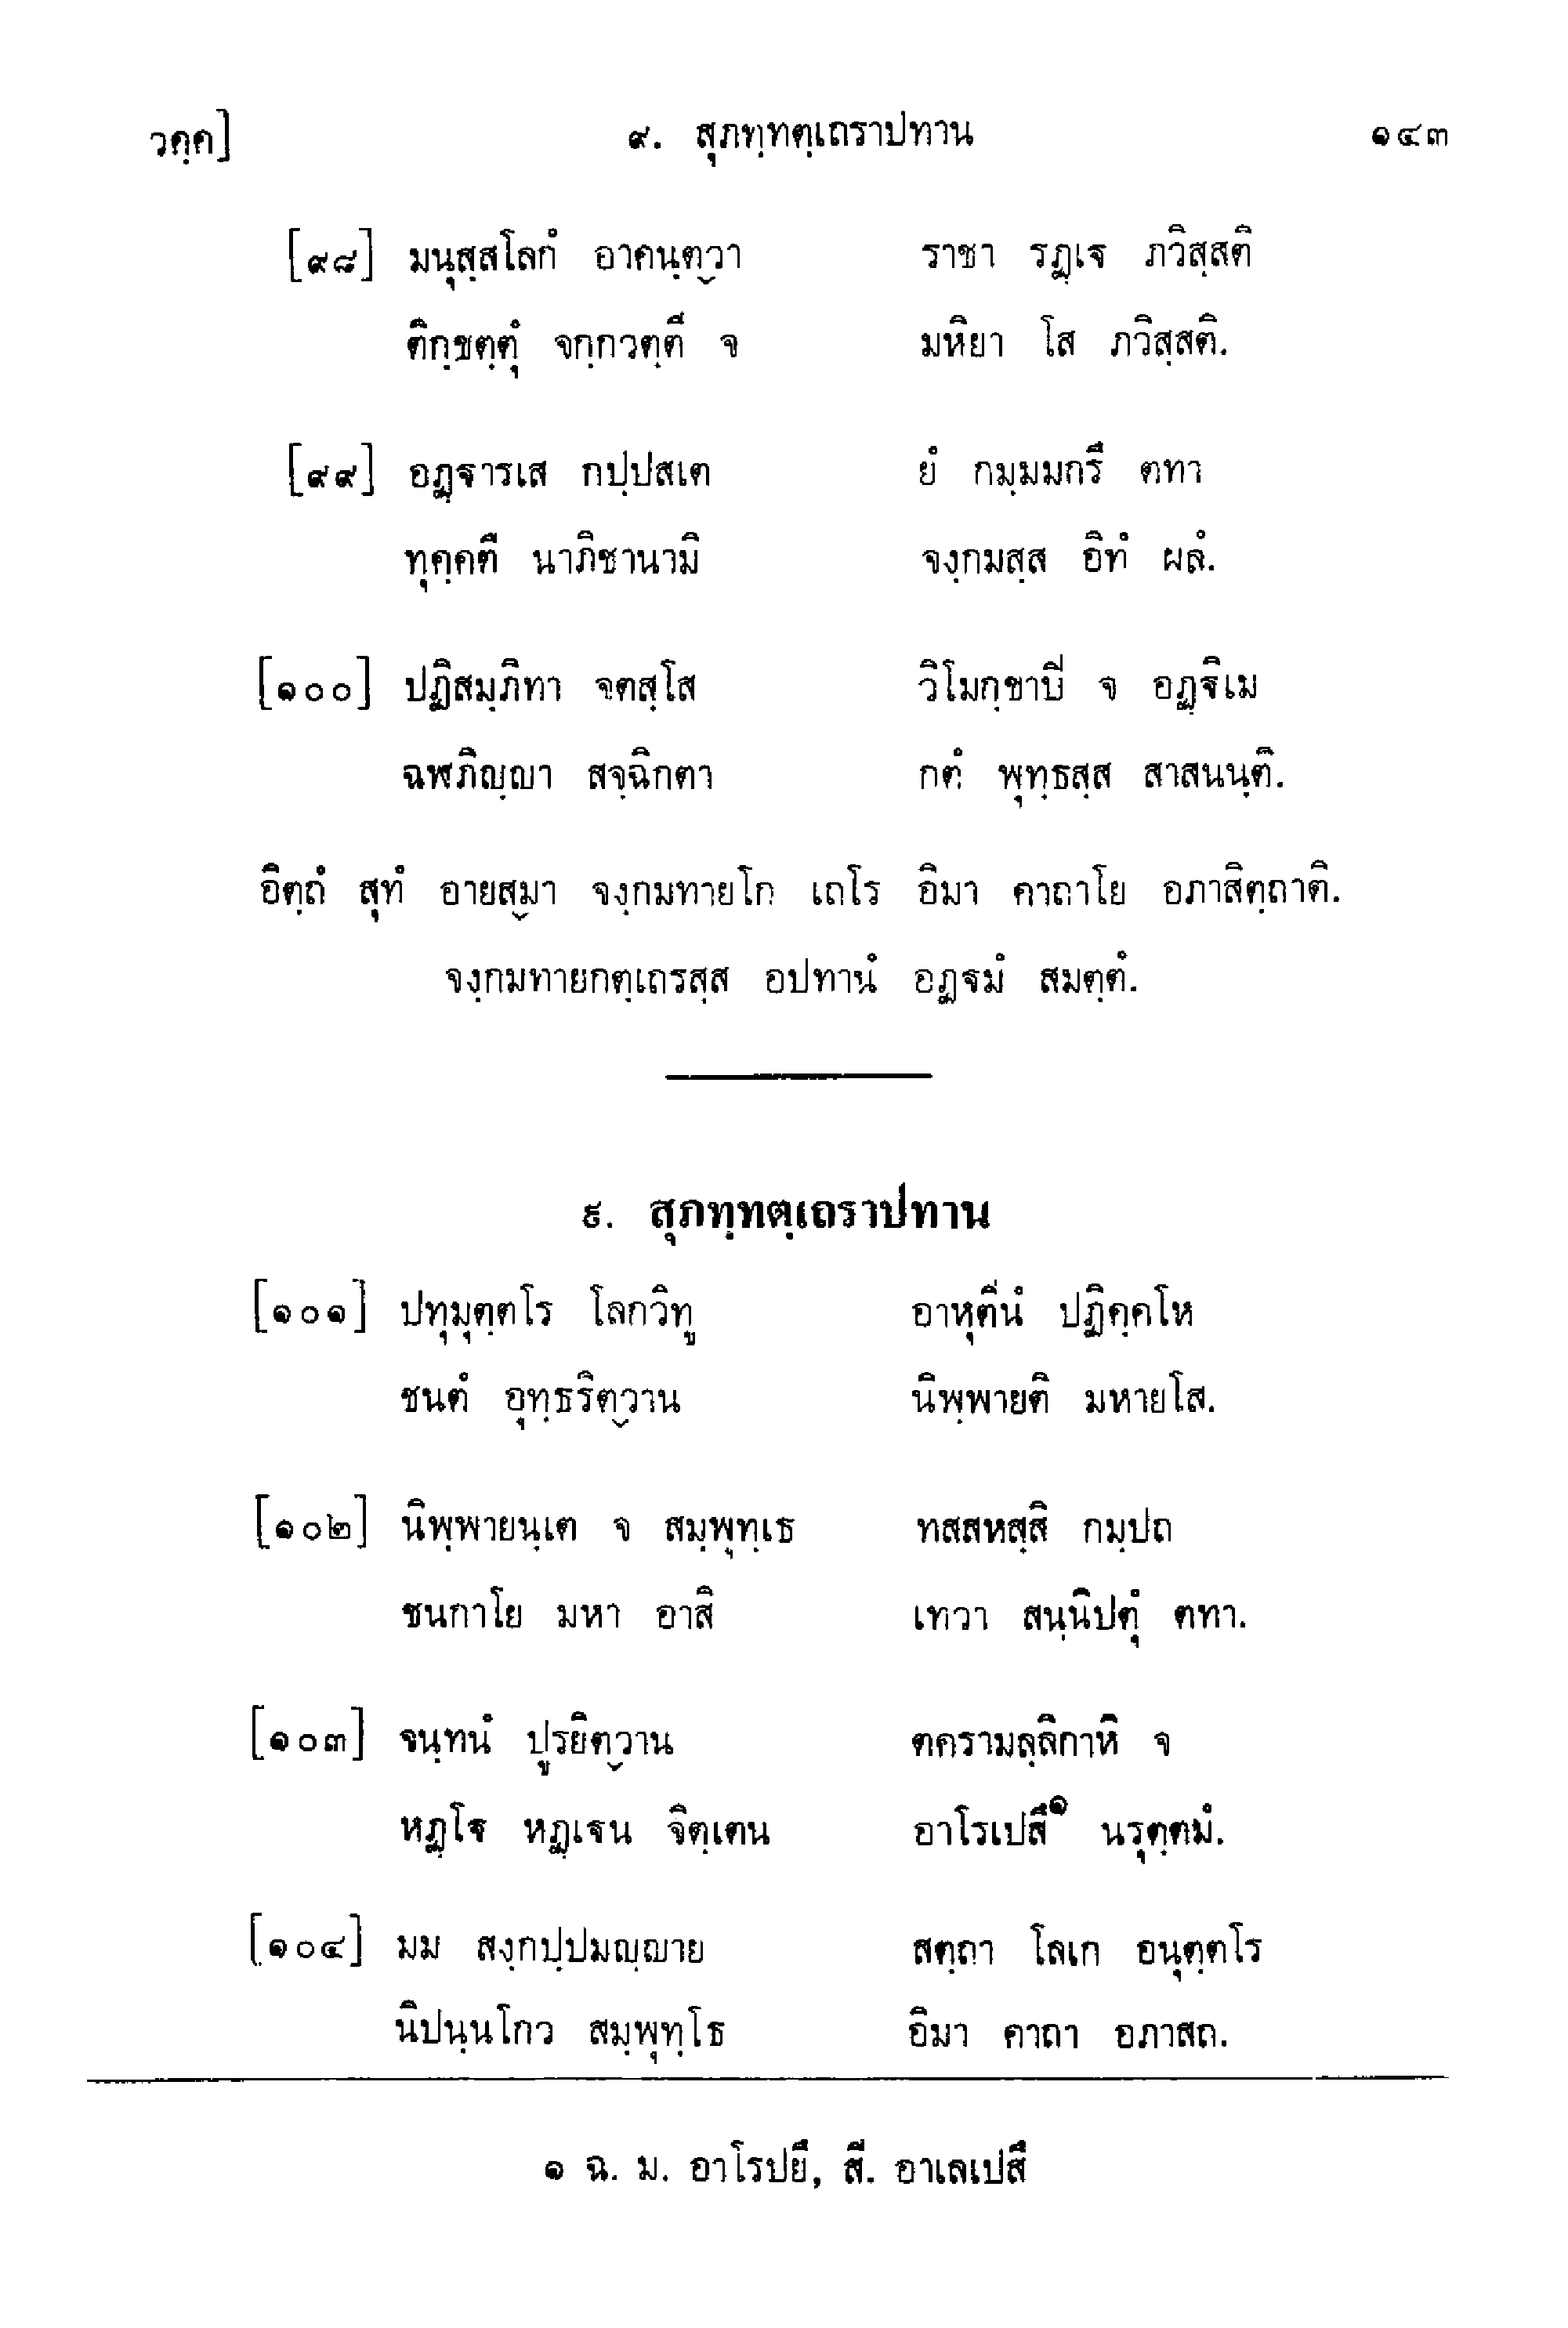 วคฺค] ๙. สุภทฺทตฺเถราปทาน ๑๔๓
[๙๘] มนุสฺสโลกํ อาคนฺตฺวา ราชา รฏฺเฐ ภวิสฺสติ
ติกฺขตฺตุํ จกฺกวตฺตี จ มหิยา โส ภวิสฺสติ.
[๙๙] อฏฺฐารเส กปฺปสเต ยํ กมฺมมกรึ ตทา
ทุคฺคตึ นาภิชานามิ จงฺกมสฺส อิทํ ผลํ.
[๑๐๐] ปฏิสมฺภิทา จตสฺโส วิโมกฺขาปิ จ อฏฺฐิเม
ฉฬภิญฺญา สจฺฉิกตา กตํ พุทฺธสฺส สาสนนฺติ.
อิตฺถํ สุทํ อายสฺมา จงฺกมทายโก เถโร อิมา คาถาโย อภาสิตฺถาติ.
จงฺกมทายกตฺเถรสฺส อปทานํ อฏฺฐมํ สมตฺตํ.
๙. สุภทฺทตฺเถราปทาน
[๑๐๑] ปทุมุตฺตโร โลกวิทู อาหุตีนํ ปฏิคฺคโห
ชนตํ อุทฺธริตฺวาน นิพฺพายติ มหายโส.
[๑๐๒] นิพฺพายนฺเต จ สมฺพุทฺเธ ทสสหสฺสิ กมฺปถ
ชนกาโย มหา อาสิ เทวา สนฺนิปตุํ ตทา.
[๑๐๓] จนฺทนํ ปูรยิตฺวาน ตครามลฺลิกาหิ จ
หฏฺโฐ หฏฺเฐน จิตฺเตน อาโรเปสึ๑ นรุตฺตมํ.
[๑๐๔] มม สงฺกปฺปมญฺญาย สตฺถา โลเก อนุตฺตโร
นิปนฺนโกว สมฺพุทฺโธ อิมา คาถา อภาสถ.
๑ ฉ. ม. อาโรปยึ, สี. อาเลเปสึ